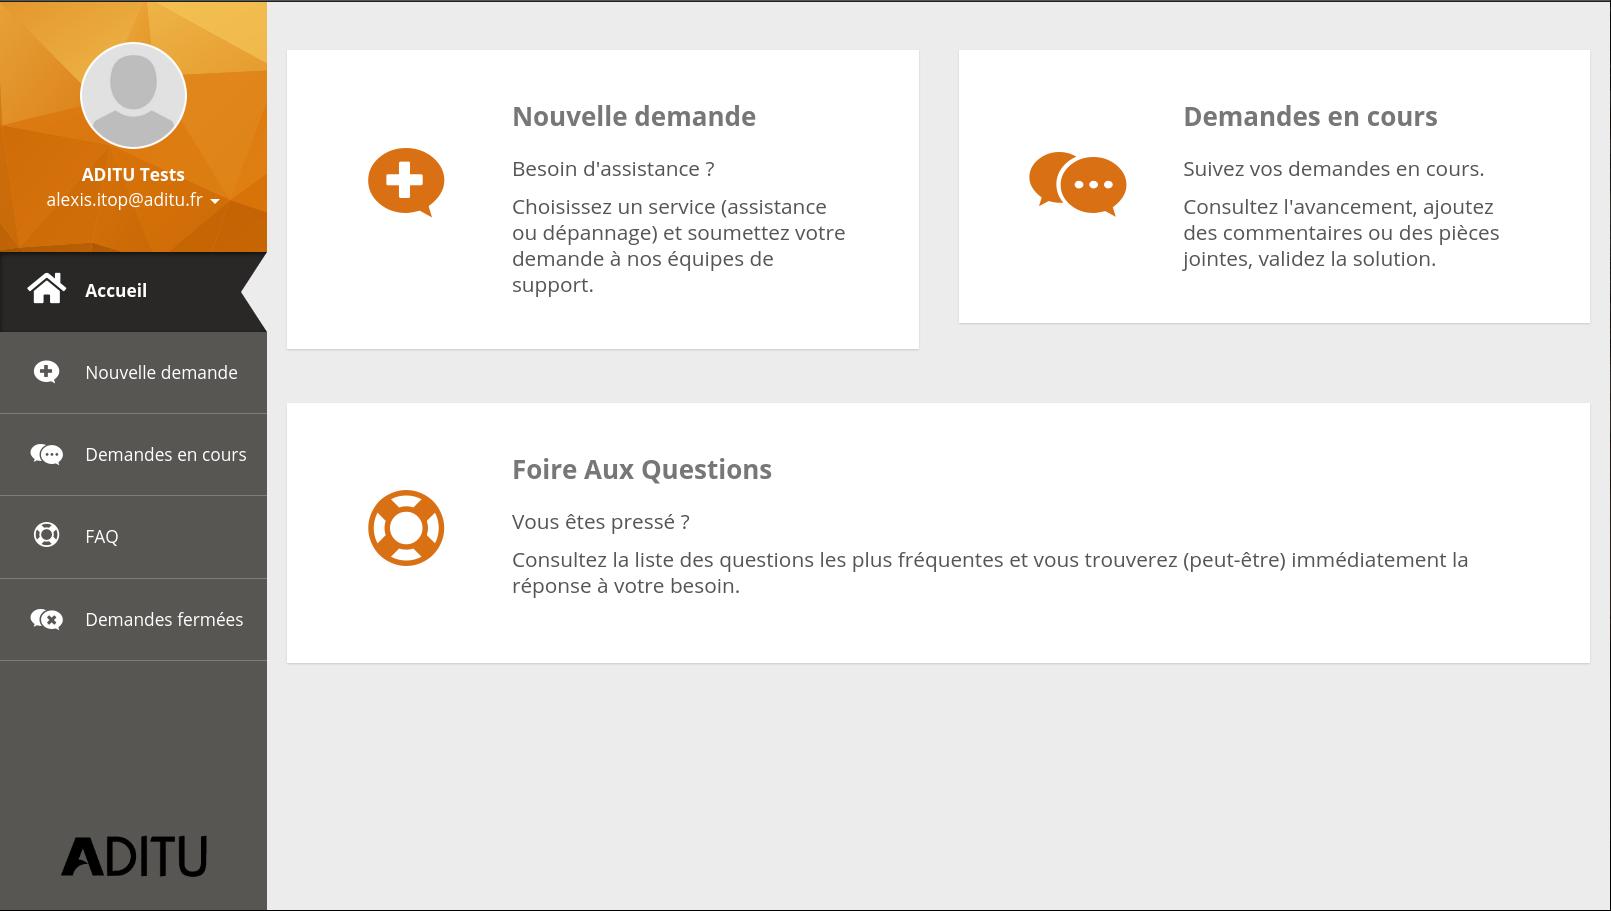 ADITU Tests
alexis.itop@aditu.fr
Accueil
Nouvelle demande
Demandes en cours
FAQ
Demandes fermées
ADITU
Nouvelle demande
Besoin d'assistance ?
Choisissez un service (assistance
ou dépannage) et soumettez votre
demande à nos équipes de
support.
Demandes en cours
Suivez vos demandes en cours.
Consultez l'avancement, ajoutez
des commentaires ou des pièces
jointes, validez la solution.
Foire Aux Questions
Vous êtes pressé ?
Consultez la liste des questions les plus fréquentes et vous trouverez (peut-être) immédiatement la
réponse à votre besoin.